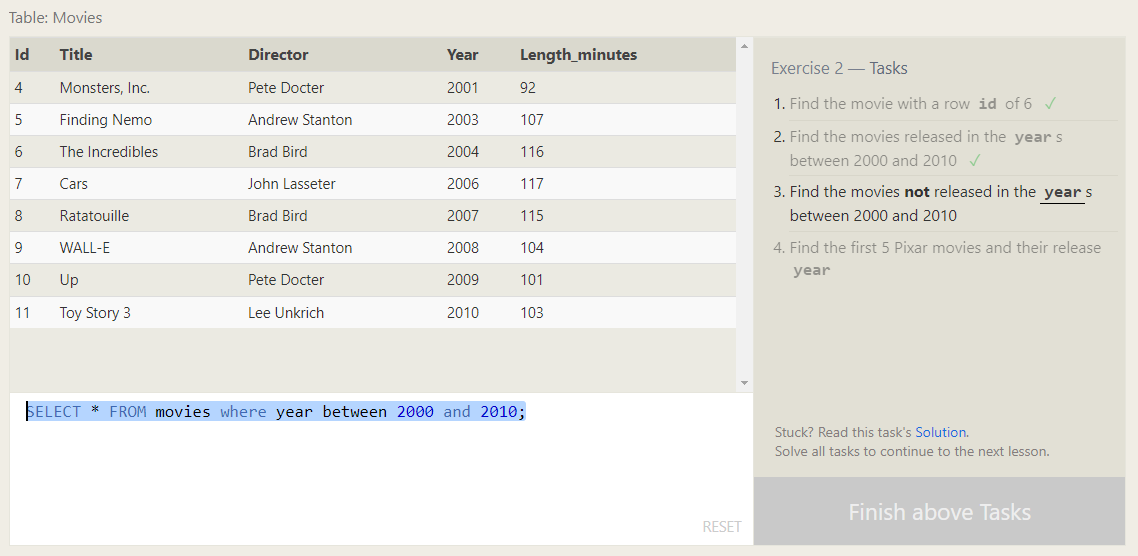 Table: Movies
Id Title Director Year Length_minutes
4 Monsters, Inc. Pete Docter 2001 92
5 Finding Nemo Andrew Stanton 2003 107
6 The Incredibles Brad Bird 2004 116
7 Cars John Lasseter 2006 117
8 Ratatouille Brad Bird 2007 115
9 WALL-E Andrew Stanton 2008 104
10 Up Pete Docter 2009 101
11 Toy Story 3 Lee Unkrich 2010 103
SELECT * FROM movies where year between 2000 and 2010;
RESET
Exercise 2 — Tasks
1. Find the movie with a row id of 6 ✓
2. Find the movies released in the year s
between 2000 and 2010 ✓
3. Find the movies not released in the year s
between 2000 and 2010
4. Find the first 5 Pixar movies and their release
year
Stuck? Read this task's Solution.
Solve all tasks to continue to the next lesson.
Finish above Tasks